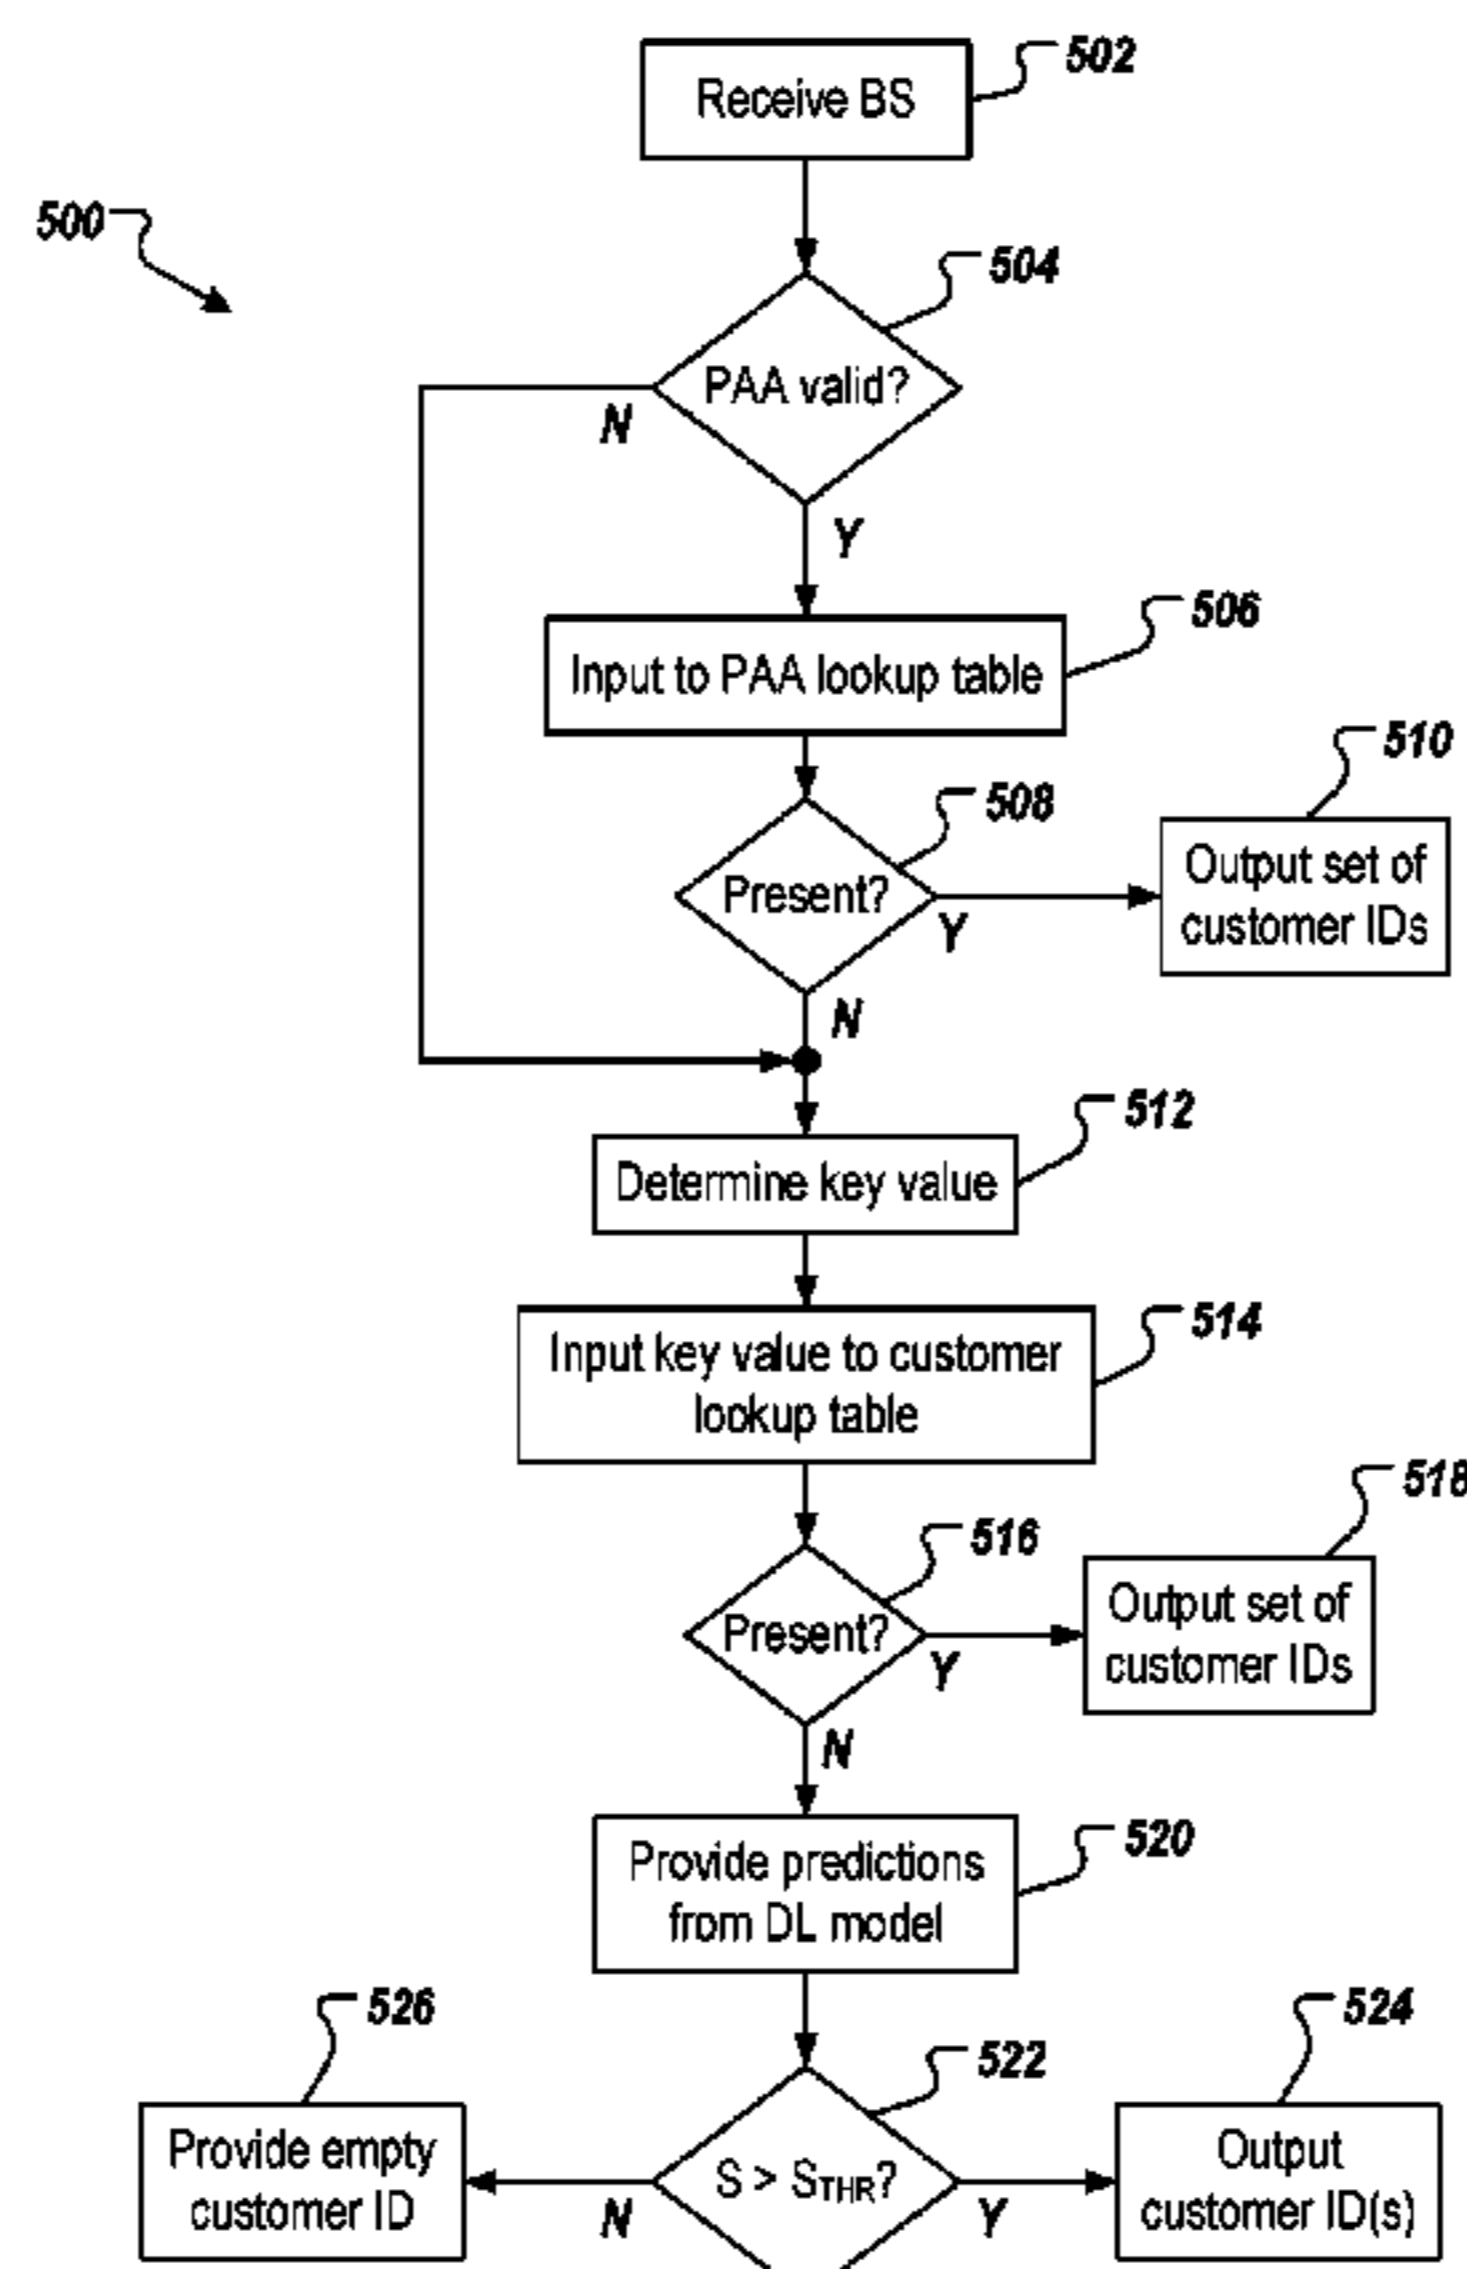 502
Receive BS
500
504
PAA valid?
N
Y
506
Input to PAA lookup table
510
508
Output set of
customer IDs
Present?
Y
N
512
Determine key value
514
Input key value to customer
lookup table
518
516
Output set of
customer IDs
Present?
Y
N
520
Provide predictions
from DL model
526
524
522
Provide empty
customer ID
S > STHR?
Output
customer ID(s)
N
Y